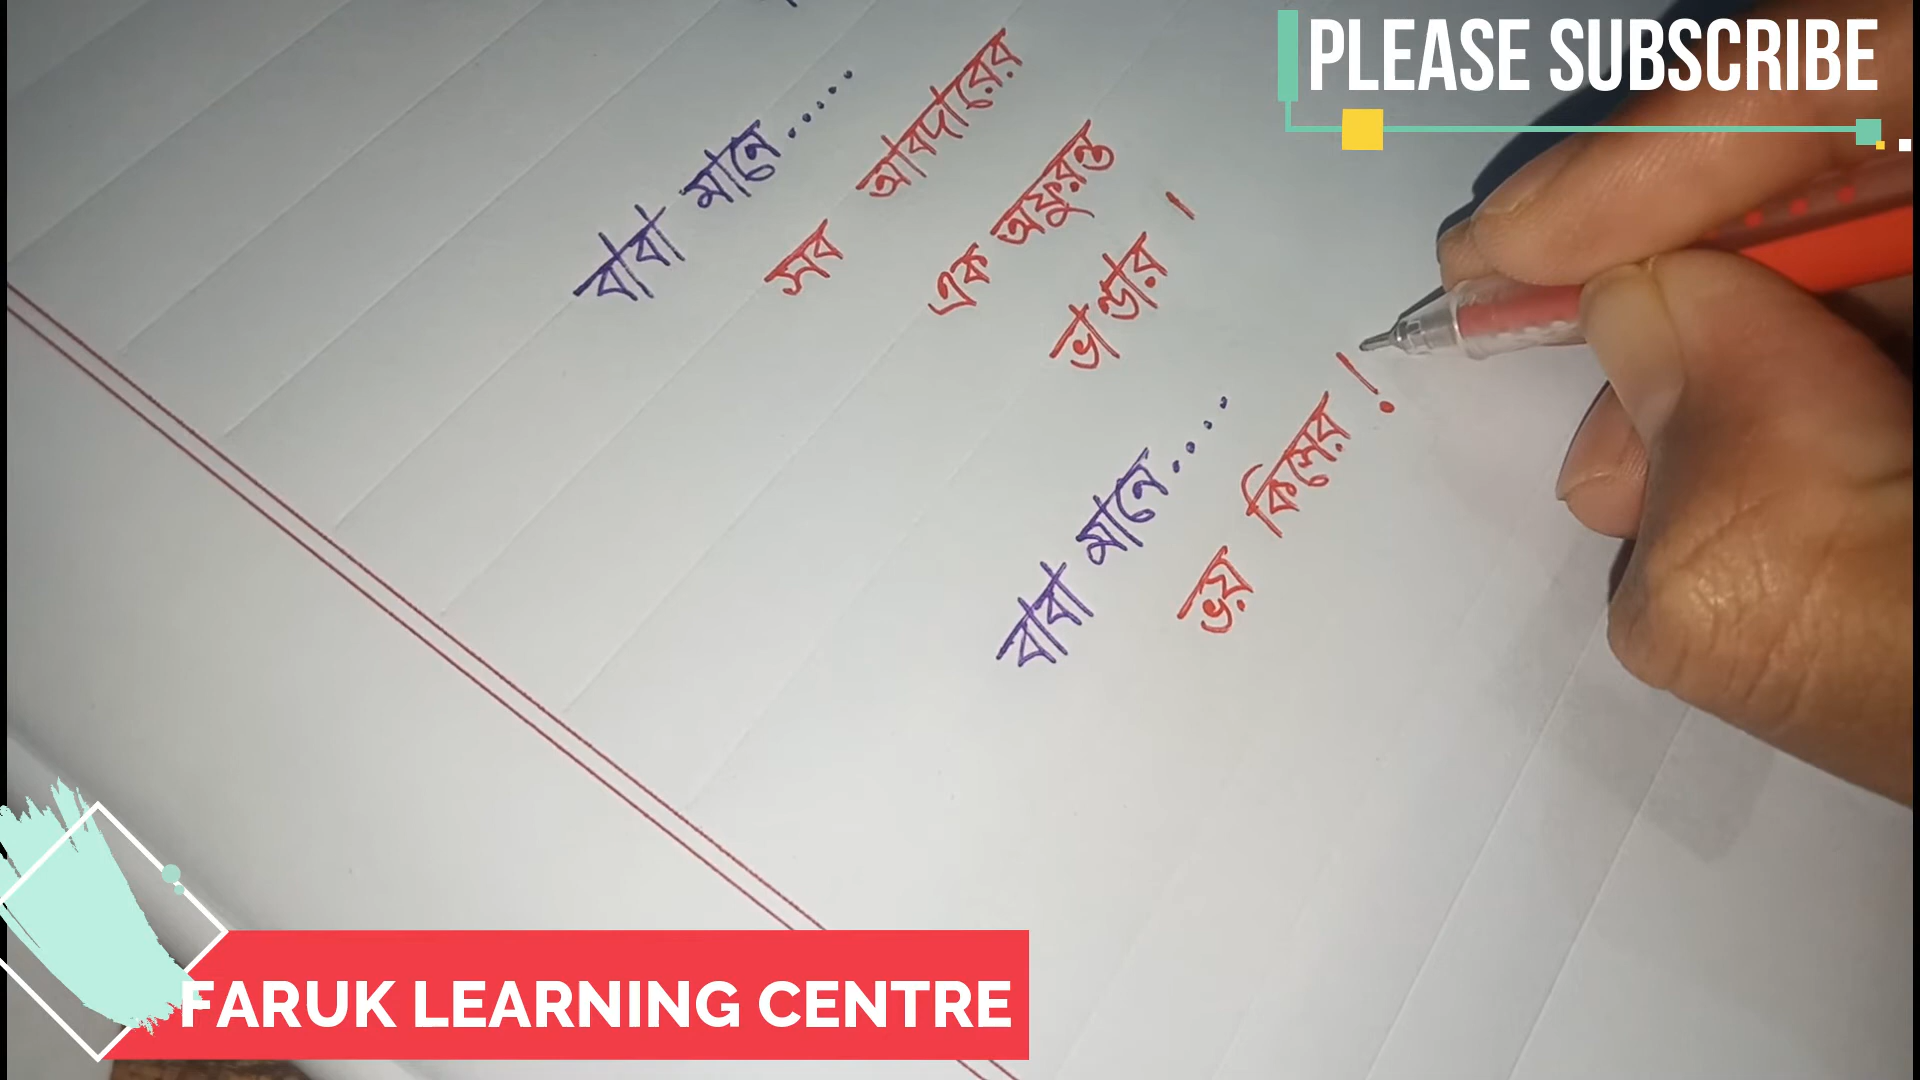 PLEASE SUBSCRIBE
বাবা মানে.....
সব আবদারের
এক অফুরন্ত
ভাণ্ডার ।
বাবা মানে....
ভয় কিসের !
FARUK LEARNING CENTRE